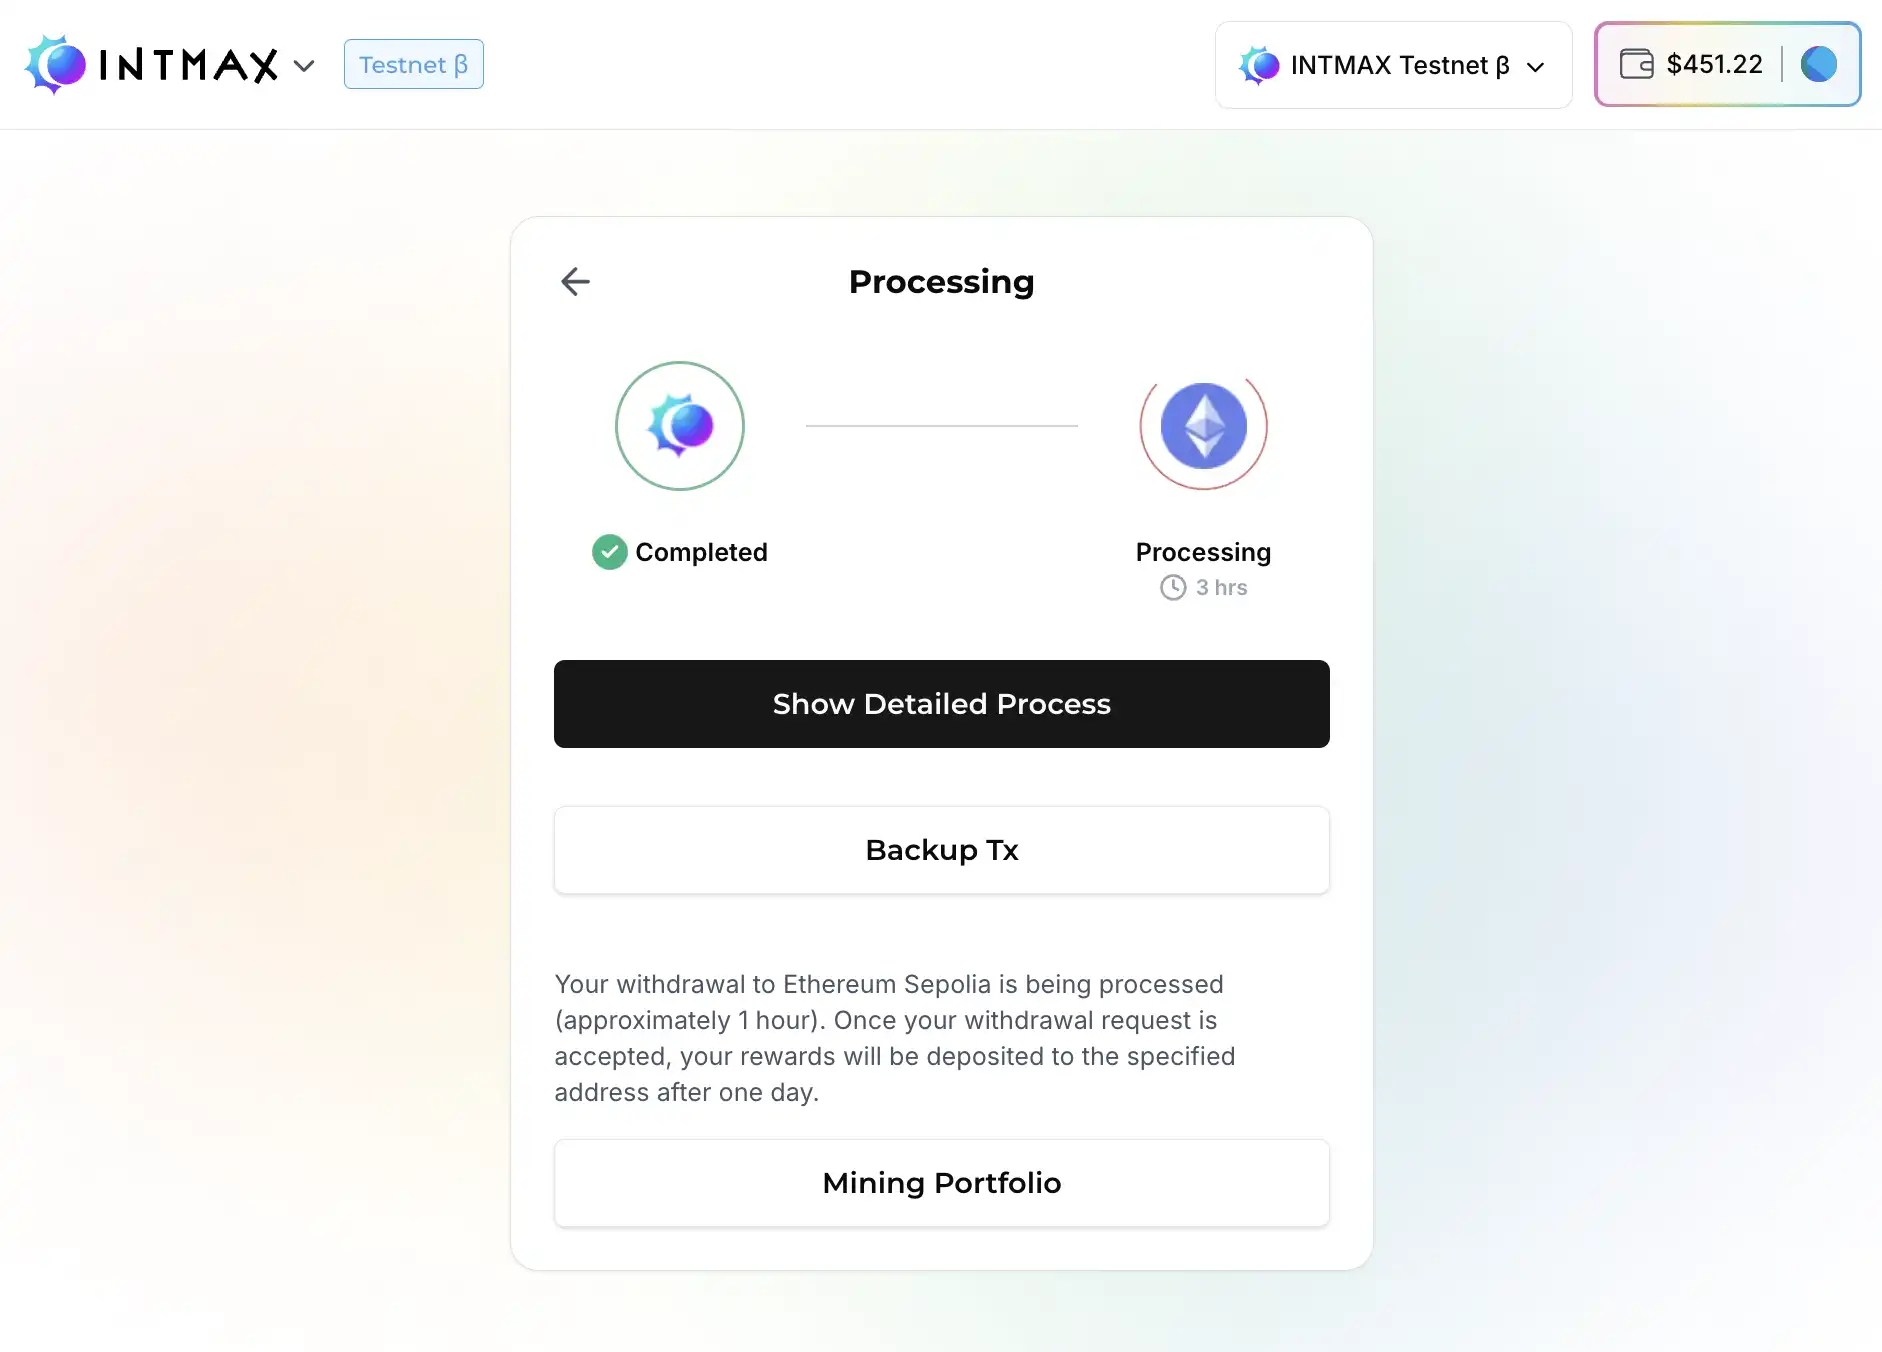 INTMAX
Testnet β
INTMAX Testnet β
$451.22
Processing
Completed
Processing
3 hrs
Show Detailed Process
Backup Tx
Your withdrawal to Ethereum Sepolia is being processed
(approximately 1 hour). Once your withdrawal request is
accepted, your rewards will be deposited to the specified
address after one day.
Mining Portfolio